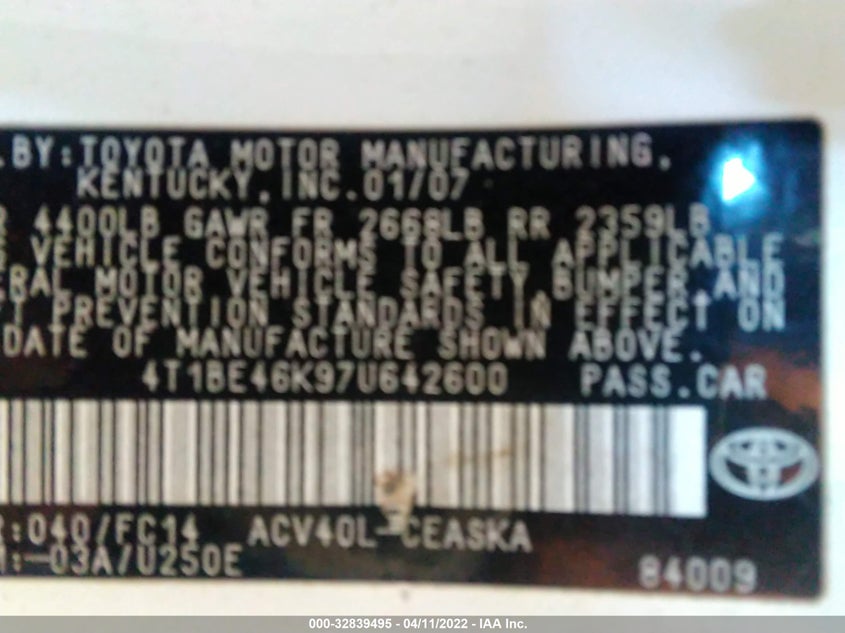 .BY:TOYOTA MOTOR MANUFACTURING,
KENTUCKY,INC.01/07
R 4400LB GAWR FR 2668LB RR 2359LB
S VEHICLE CONFORMS TO ALL APPLICABLE
ERAL MOTOR VEHICLE SAFETY,BUMPER,AND
FT PREVENTION STANDARDS IN EFFECT ON
DATE OF MANUFACTURE SHOWN ABOVE.
4T1BE46K97U642600 PASS.CAR
R:040/FC14 ACV40L-CEASKA
:-03A/U250E
84009
000-32839495 - 04/11/2022 - IAA Inc.